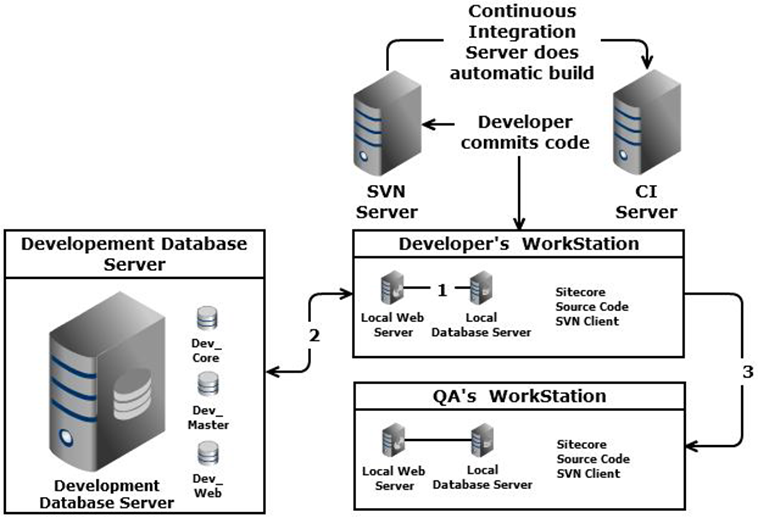 Continuous
Integration
Server does
automatic build
Developer
commits code
SVN
Server
CI
Server
Developement Database
Server
Dev_
Core
Dev_
Master
Dev_
Web
Development
Database Server
2
Developer's WorkStation
1
Local Web
Server
Local
Database Server
Sitecore
Source Code
SVN Client
3
QA's WorkStation
Local Web
Server
Local
Database Server
Sitecore
Source Code
SVN Client